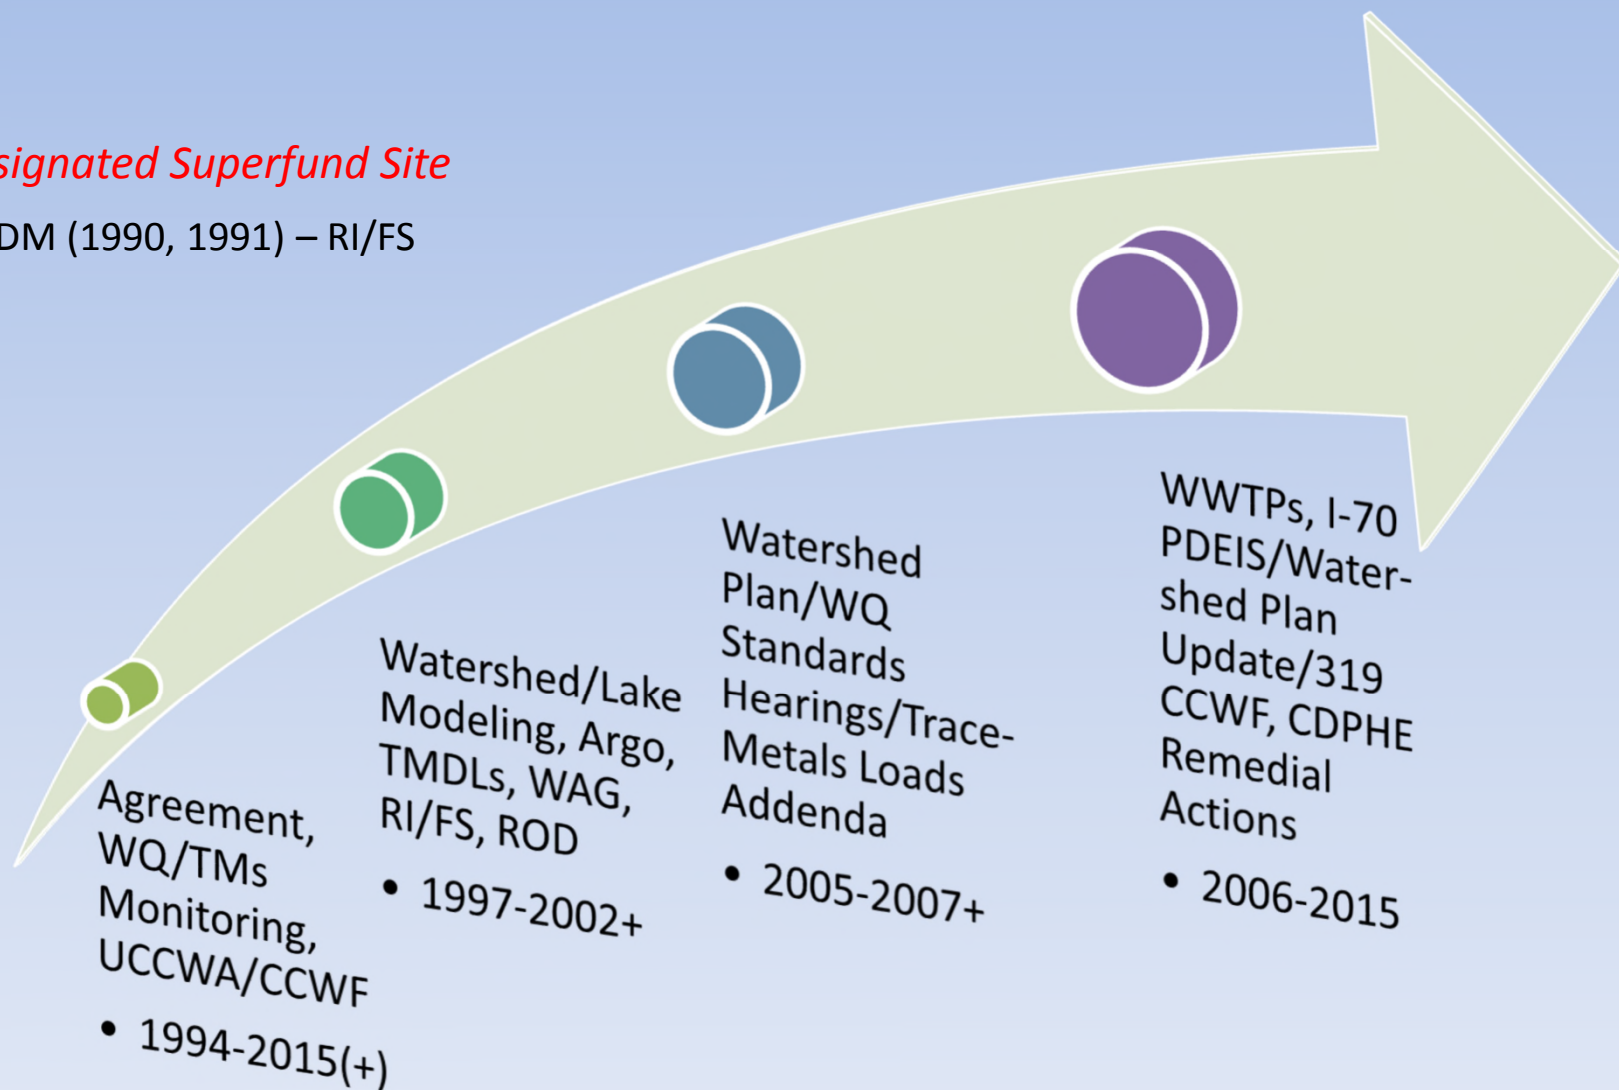 signated Superfund Site
DM (1990, 1991) – RI/FS
Agreement,
WQ/TMs
Monitoring,
UCCWA/CCWF
• 1994-2015(+)
Watershed/Lake
Modeling, Argo,
TMDLs, WAG,
RI/FS, ROD
• 1997-2002+
Watershed
Plan/WQ
Standards
Hearings/Trace-
Metals Loads
Addenda
• 2005-2007+
WWTPs, I-70
PDEIS/Water-
shed Plan
Update/319
CCWF, CDPHE
Remedial
Actions
• 2006-2015